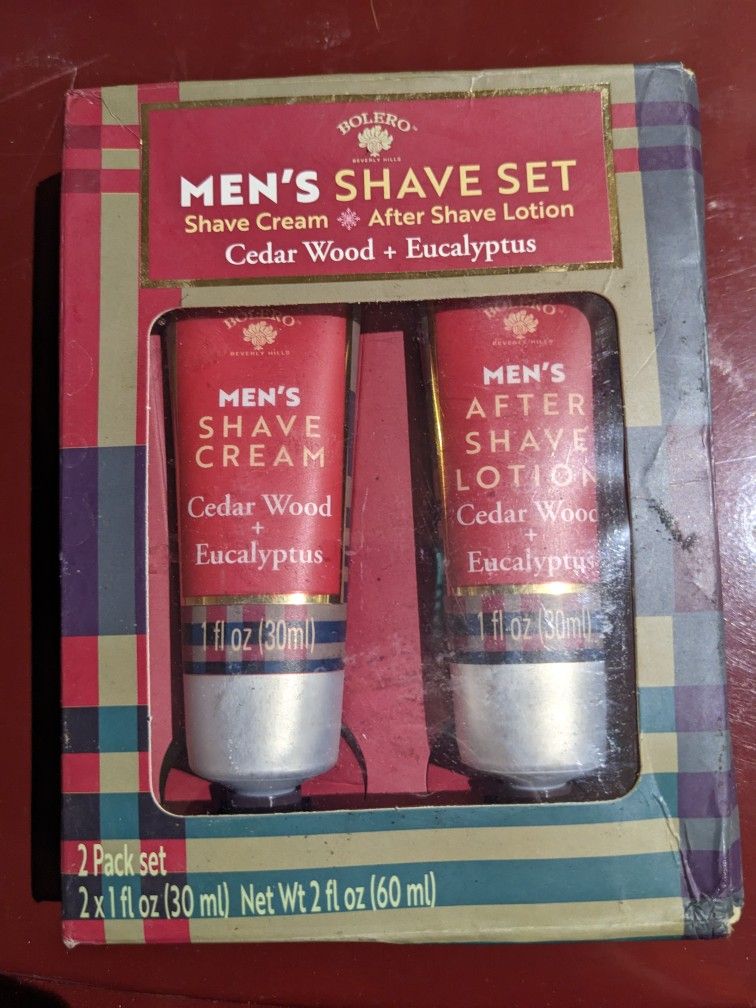 BOLERO™
BEVERLY HILLS
MEN'S SHAVE SET
Shave Cream After Shave Lotion
Cedar Wood + Eucalyptus
BOLERO™
BEVERLY HILLS
MEN'S
SHAVE
CREAM
Cedar Wood
+
Eucalyptus
1 fl oz (30ml)
BOLERO
BEVERLY HILLS
MEN'S
AFTER
SHAVE
LOTION
Cedar Wood
+
Eucalyptus
1 fl oz (30ml)
2 Pack set
2 x 1 fl oz (30 ml) Net Wt 2 fl oz (60 ml)